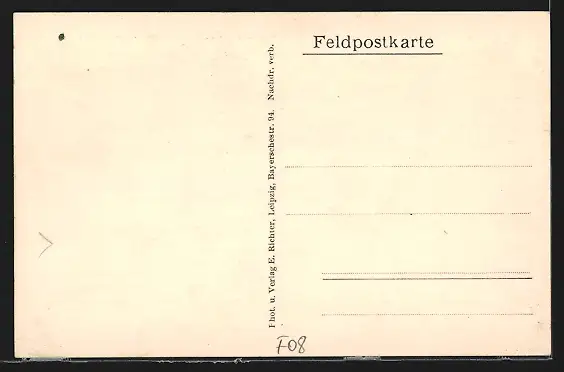 Feldpostkarte
Phot. u. Verlag E. Richter, Leipzig, Bayerschestr. 94. Nachdr. verb.
F08